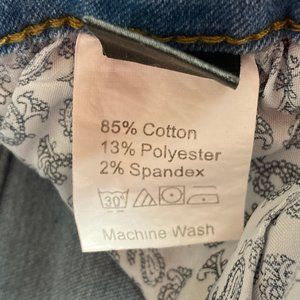 85% Cotton
13% Polyester
2% Spandex
30°
Machine Wash